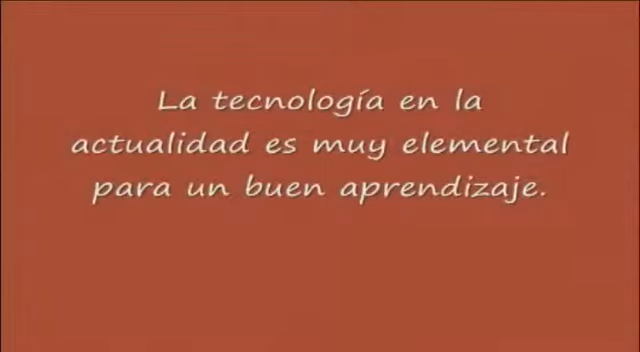 La tecnología en la
actualidad es muy elemental
para un buen aprendizaje.